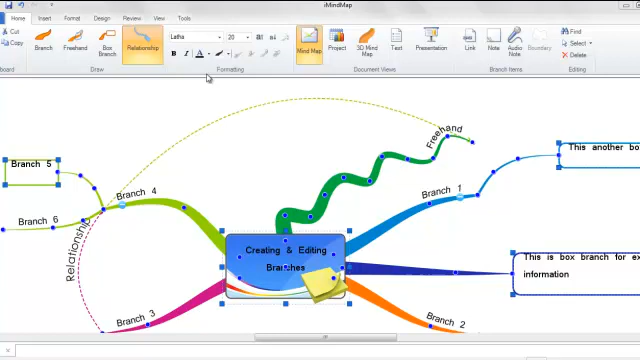 iMindMap
Home Insert Format Design Review View Tools
Cut
Copy
Branch
Freehand
Box
Branch
Relationship
Latha
20
B I A
Mind Map
Project
3D Mind
Map
Text
Presentation
Link
Note
Audio
Note
Boundary
Find
Select
Delete
board
Draw
Formatting
Document Views
Branch Items
Editing
Freehand
This another bo
Branch 5
Branch 4
Branch 1
Branch 6
Relationship
Creating & Editing
Branches
This is box branch for ex
information
Branch 3
Branch 2